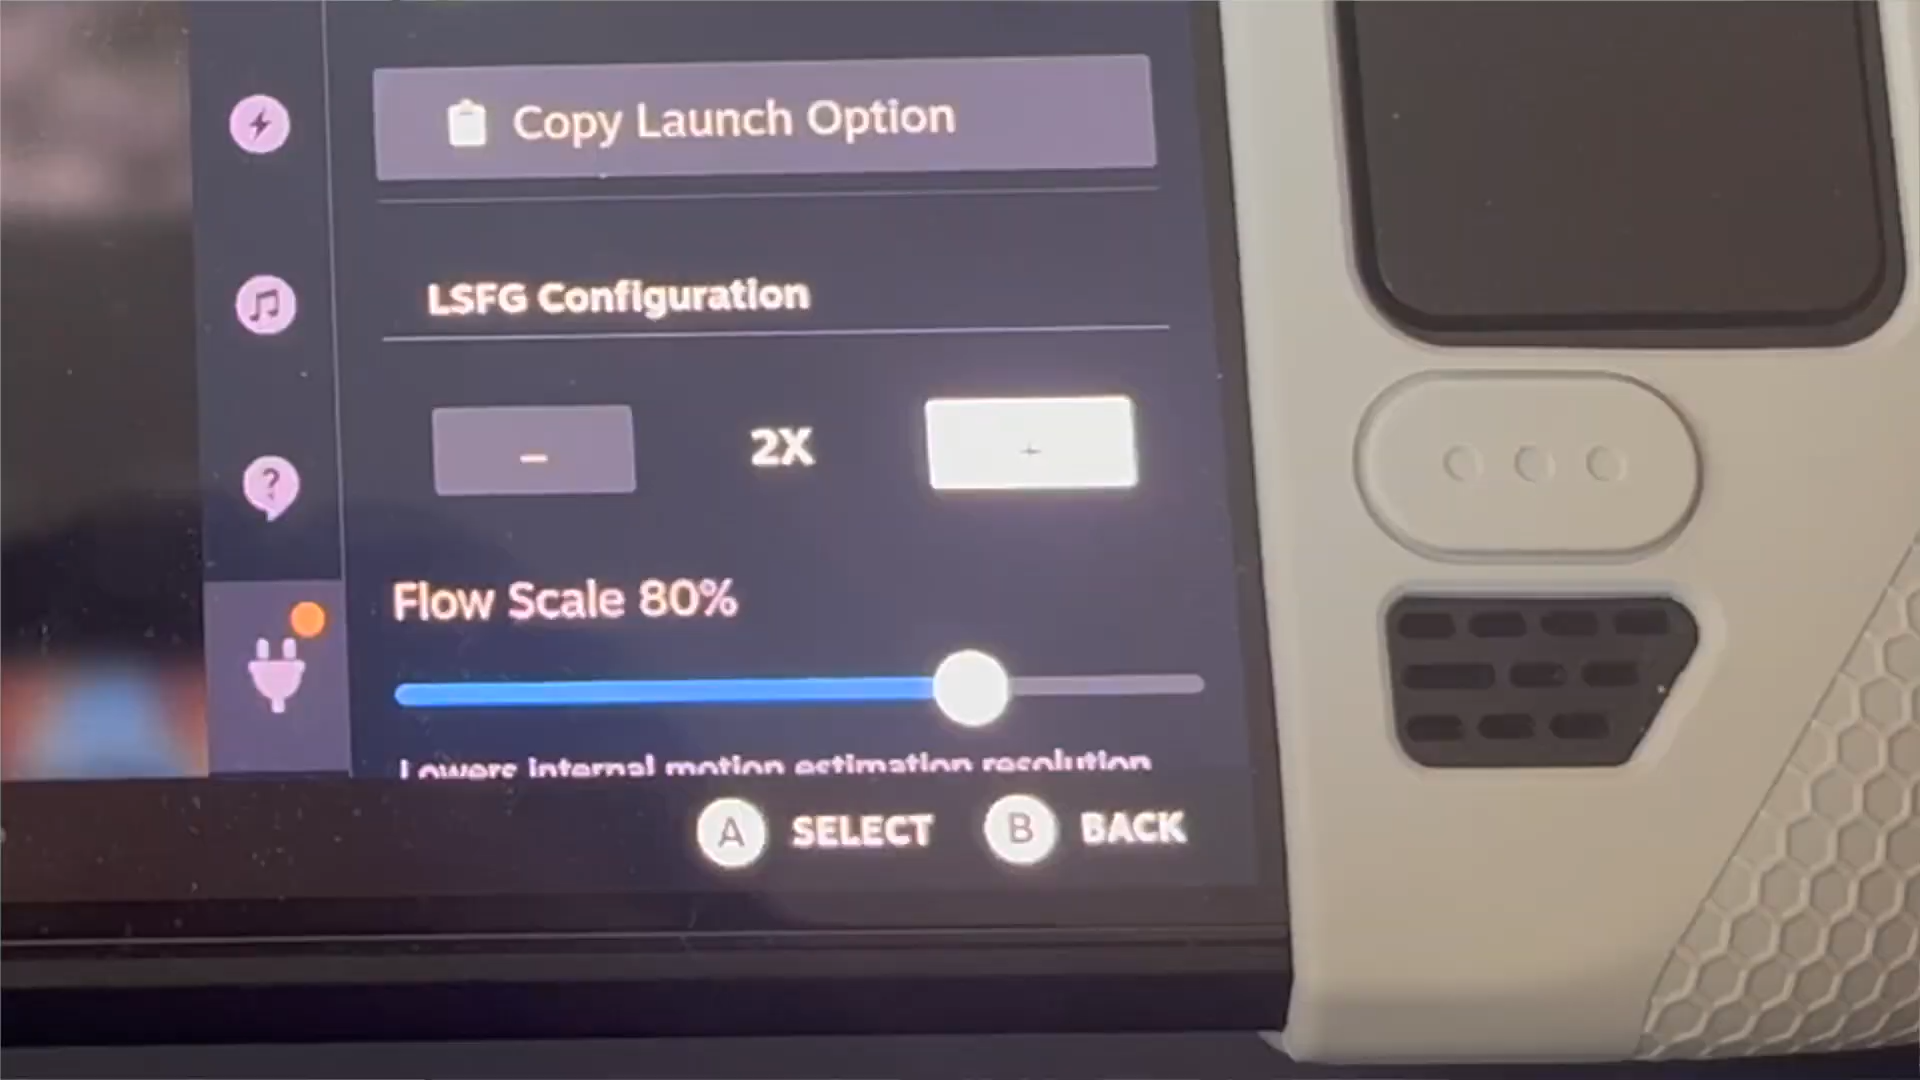 Copy Launch Option
LSFG Configuration
- 2X +
Flow Scale 80%
Lowers internal motion estimation resolution
A SELECT B BACK